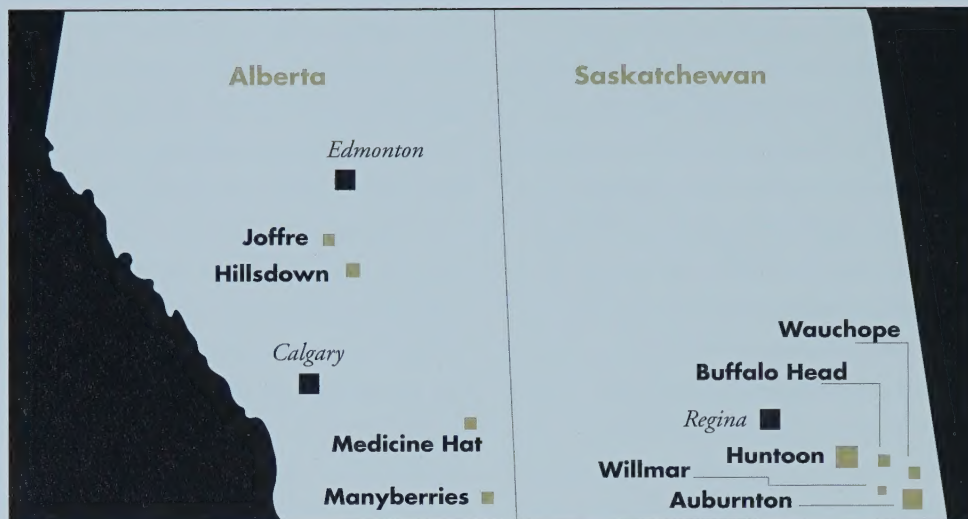 Alberta
Saskatchewan
Edmonton
Joffre
Hillsdown
Wauchope
Calgary
Buffalo Head
Regina
Medicine Hat
Huntoon
Willmar
Manyberries
Auburnton